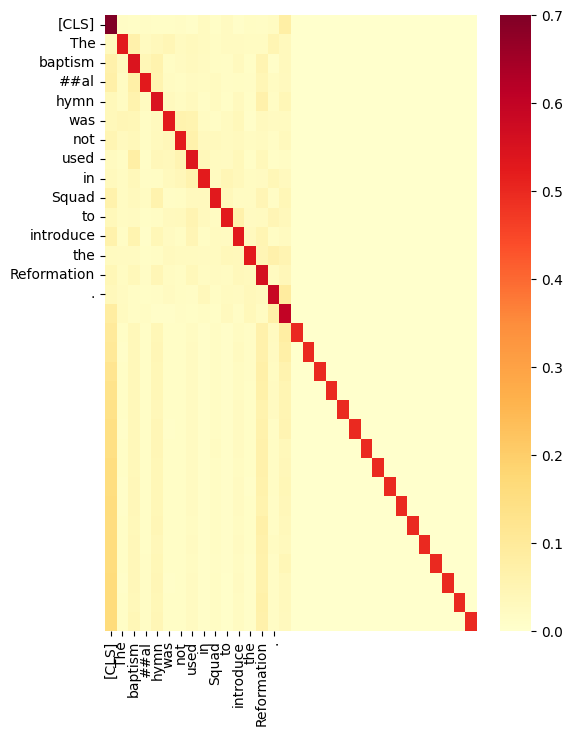 [CLS]
The
baptism
##al
hymn
was
not
used
in
Squad
to
introduce
the
Reformation
.
[CLS]
The
baptism
##al
hymn
was
not
used
in
Squad
to
introduce
the
Reformation
.
0.7
0.6
0.5
0.4
0.3
0.2
0.1
0.0